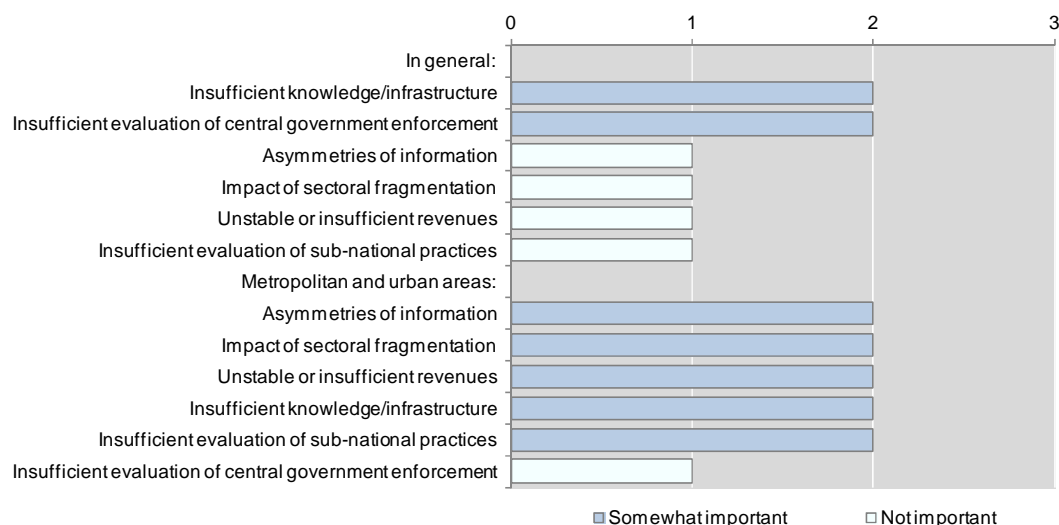 0 1 2 3
In general:
Insufficient knowledge/infrastructure
Insufficient evaluation of central government enforcement
Asymmetries of information
Impact of sectoral fragmentation
Unstable or insufficient revenues
Insufficient evaluation of sub-national practices
Metropolitan and urban areas:
Asymmetries of information
Impact of sectoral fragmentation
Unstable or insufficient revenues
Insufficient knowledge/infrastructure
Insufficient evaluation of sub-national practices
Insufficient evaluation of central government enforcement
Somewhat important Not important